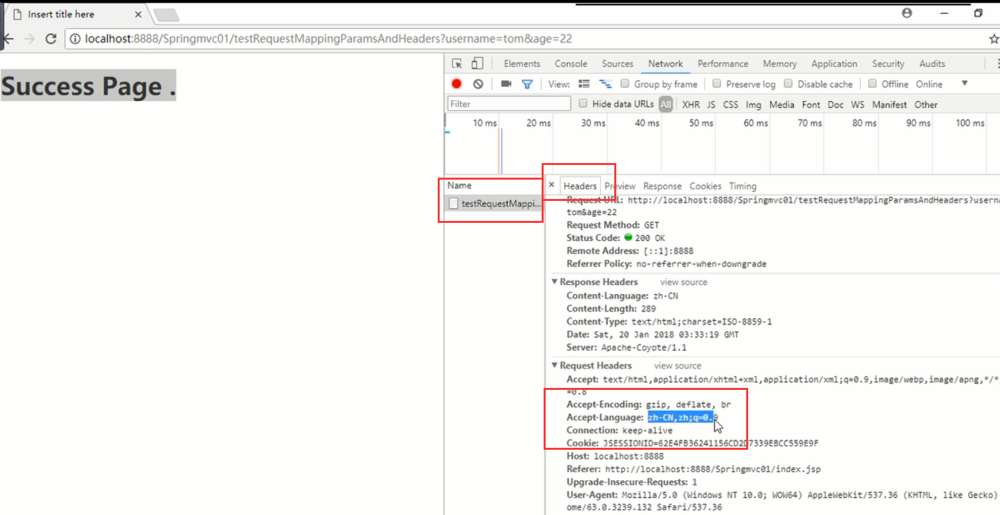 Insert title here
localhost:8888/Springmvc01/testRequestMappingParamsAndHeaders?username=tom&age=22
Success Page .
Elements Console Sources Network Performance Memory Application Security Audits
View: Group by frame Preserve log Disable cache Offline Online
Filter Hide data URLs All XHR JS CSS Img Media Font Doc WS Manifest Other
10 ms 20 ms 30 ms 40 ms 50 ms 60 ms 70 ms 80 ms 90 ms 100 ms
Name
testRequestMappi...
Headers Preview Response Cookies Timing
Request URL: http://localhost:8888/Springmvc01/testRequestMappingParamsAndHeaders?userna
tom&age=22
Request Method: GET
Status Code: 200 OK
Remote Address: [::1]:8888
Referrer Policy: no-referrer-when-downgrade
Response Headers view source
Content-Language: zh-CN
Content-Length: 289
Content-Type: text/html;charset=ISO-8859-1
Date: Sat, 20 Jan 2018 03:33:19 GMT
Server: Apache-Coyote/1.1
Request Headers view source
Accept: text/html,application/xhtml+xml,application/xml;q=0.9,image/webp,image/apng,*/*
=0.8
Accept-Encoding: gzip, deflate, br
Accept-Language: zh-CN,zh;q=0.9
Connection: keep-alive
Cookie: JSESSIONID=62E4FB36241156CD2D7339EBCC559E9F
Host: localhost:8888
Referer: http://localhost:8888/Springmvc01/index.jsp
Upgrade-Insecure-Requests: 1
User-Agent: Mozilla/5.0 (Windows NT 10.0; WOW64) AppleWebKit/537.36 (KHTML, like Gecko)
ome/63.0.3239.132 Safari/537.36